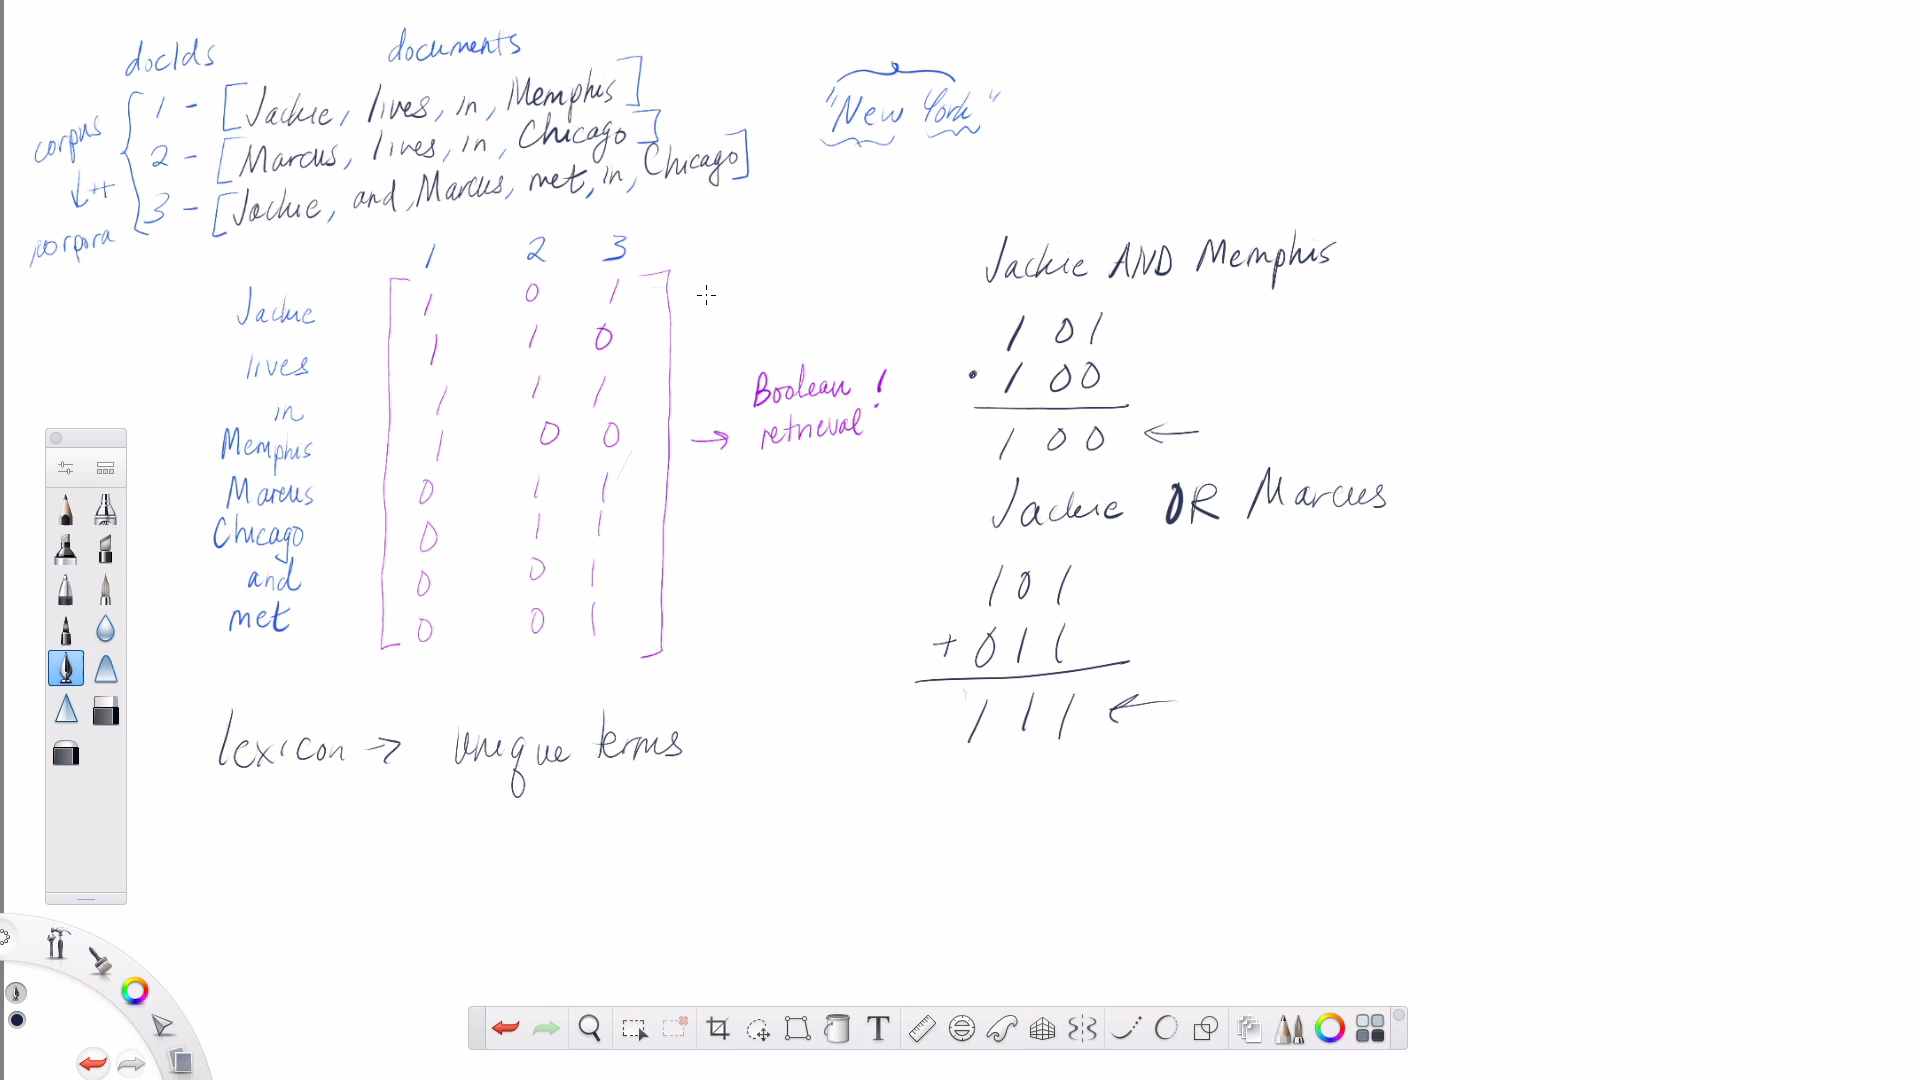 docIds documents
1 - [Jackie, lives, in, Memphis]
2 - [Marcus, lives, in, Chicago]
3 - [Jackie, and, Marcus, met, in, Chicago]
corpus
corpora
"New York"
1 2 3
Jackie 1 0 1
lives 1 1 0
in 1 1 1
Memphis 1 0 0
Marcus 0 1 1
Chicago 0 1 1
and 0 0 1
met 0 0 1
→ Boolean !
retrieval
lexicon → unique terms
Jackie AND Memphis
1 0 1
• 1 0 0
1 0 0 ←
Jackie OR Marcus
1 0 1
+ 0 1 1
1 1 1 ←
T